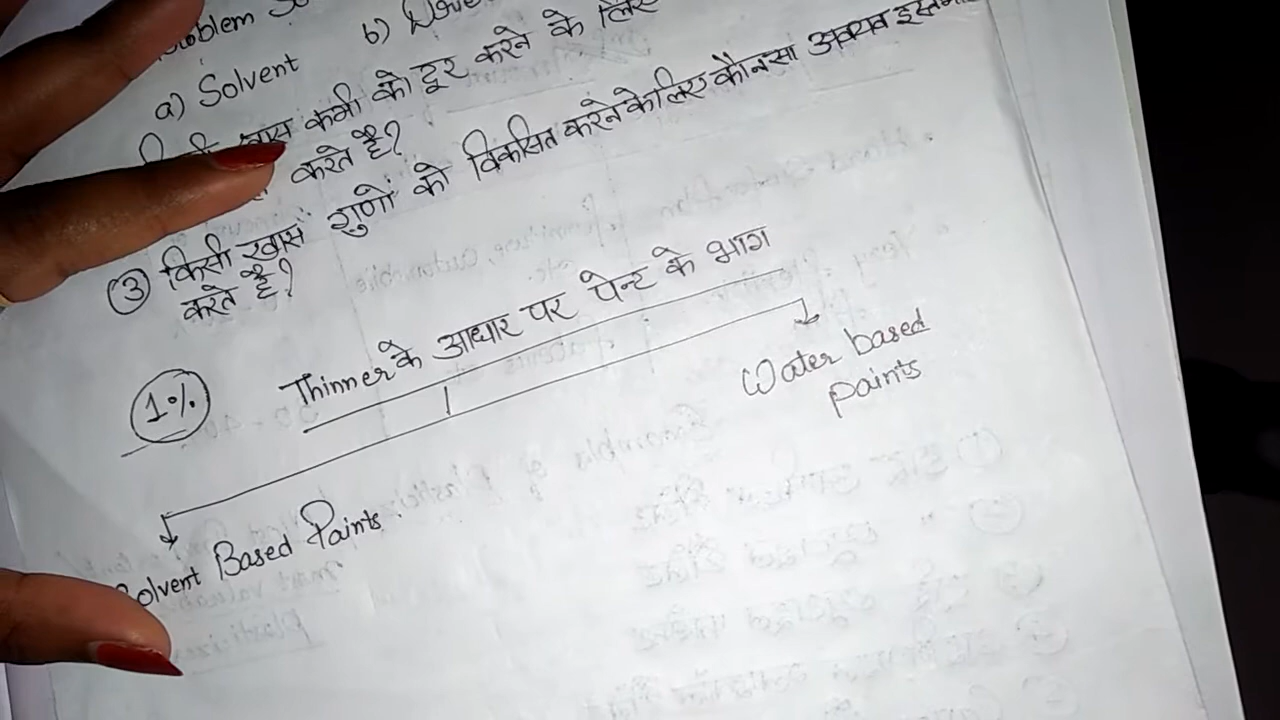 a) Solvent b)
खास कमी को दूर करने के लिए
करते है?
③ किसी खास गुणों को विकसित करने के लिए कौनसा अवयव
करते है?
1%
Thinner के आधार पर पेन्ट के भाग
Water based
paints
Solvent Based Paints.